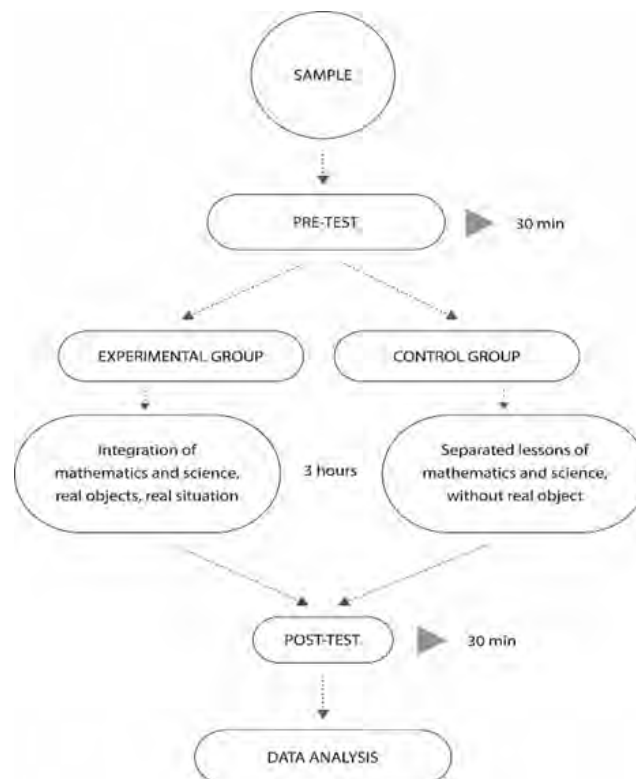 SAMPLE
PRE-TEST
30 min
EXPERIMENTAL GROUP
CONTROL GROUP
Integration of
mathematics and science,
real objects, real situation
3 hours
Separated lessons of
mathematics and science,
without real object
POST-TEST
30 min
DATA ANALYSIS